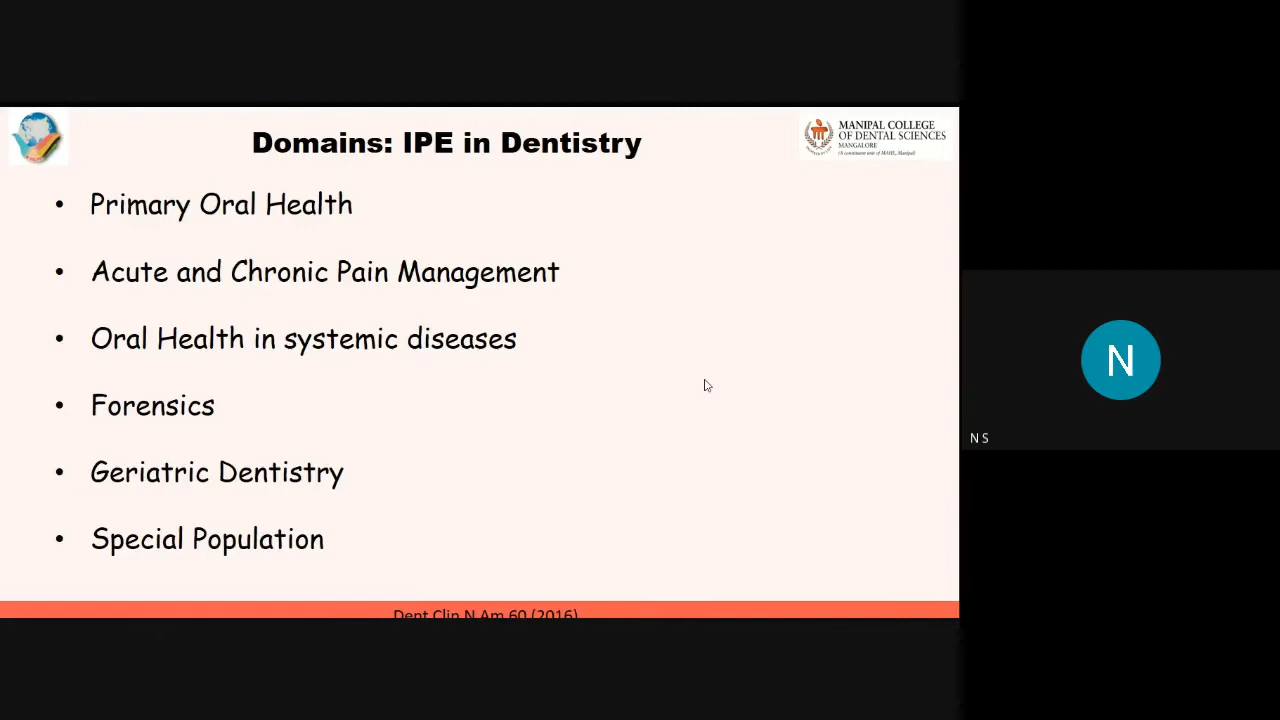 Domains: IPE in Dentistry
MANIPAL COLLEGE
OF DENTAL SCIENCES
MANGALORE
(A constituent unit of MAHE, Manipal)
• Primary Oral Health
• Acute and Chronic Pain Management
• Oral Health in systemic diseases
• Forensics
• Geriatric Dentistry
• Special Population
Dent Clin N Am 60 (2016)
N
N S